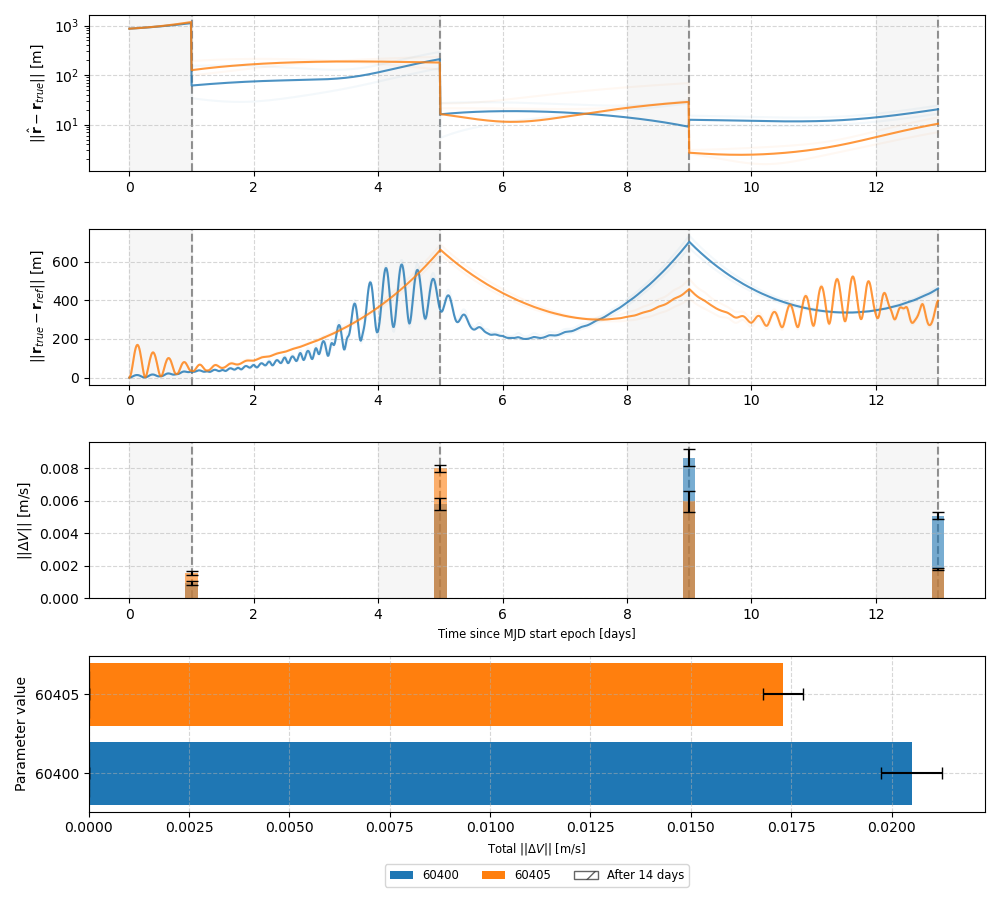 ||r̂ − r_true|| [m]
10³
10²
10¹
0 2 4 6 8 10 12
||r_true − r_ref|| [m]
600
400
200
0
0 2 4 6 8 10 12
||ΔV|| [m/s]
0.008
0.006
0.004
0.002
0.000
0 2 4 6 8 10 12
Time since MJD start epoch [days]
Parameter value
60405
60400
0.0000 0.0025 0.0050 0.0075 0.0100 0.0125 0.0150 0.0175 0.0200
Total ||ΔV|| [m/s]
60400 60405 After 14 days